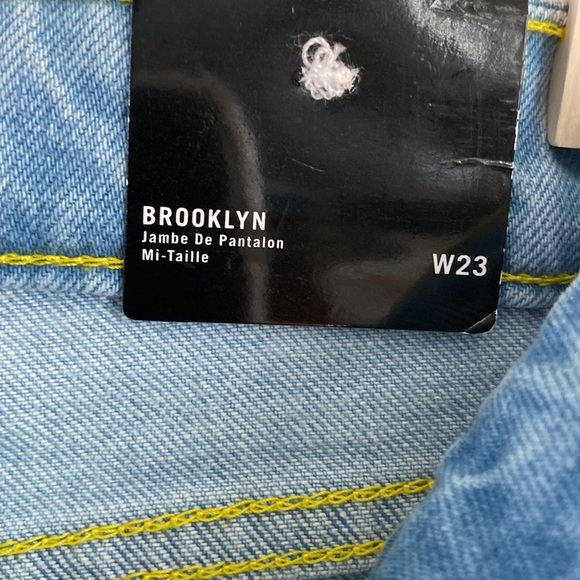 BROOKLYN
Jambe De Pantalon
Mi-Taille
W23